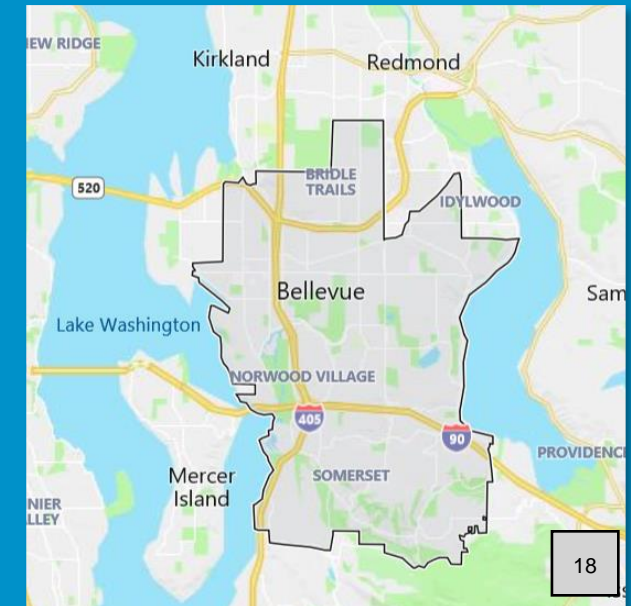 EW RIDGE
Kirkland
Redmond
BRIDLE
TRAILS
520
IDYLWOOD
Bellevue
Sam
Lake Washington
NORWOOD VILLAGE
405
90
PROVIDENC
Mercer
Island
SOMERSET
NIER
LLEY
18